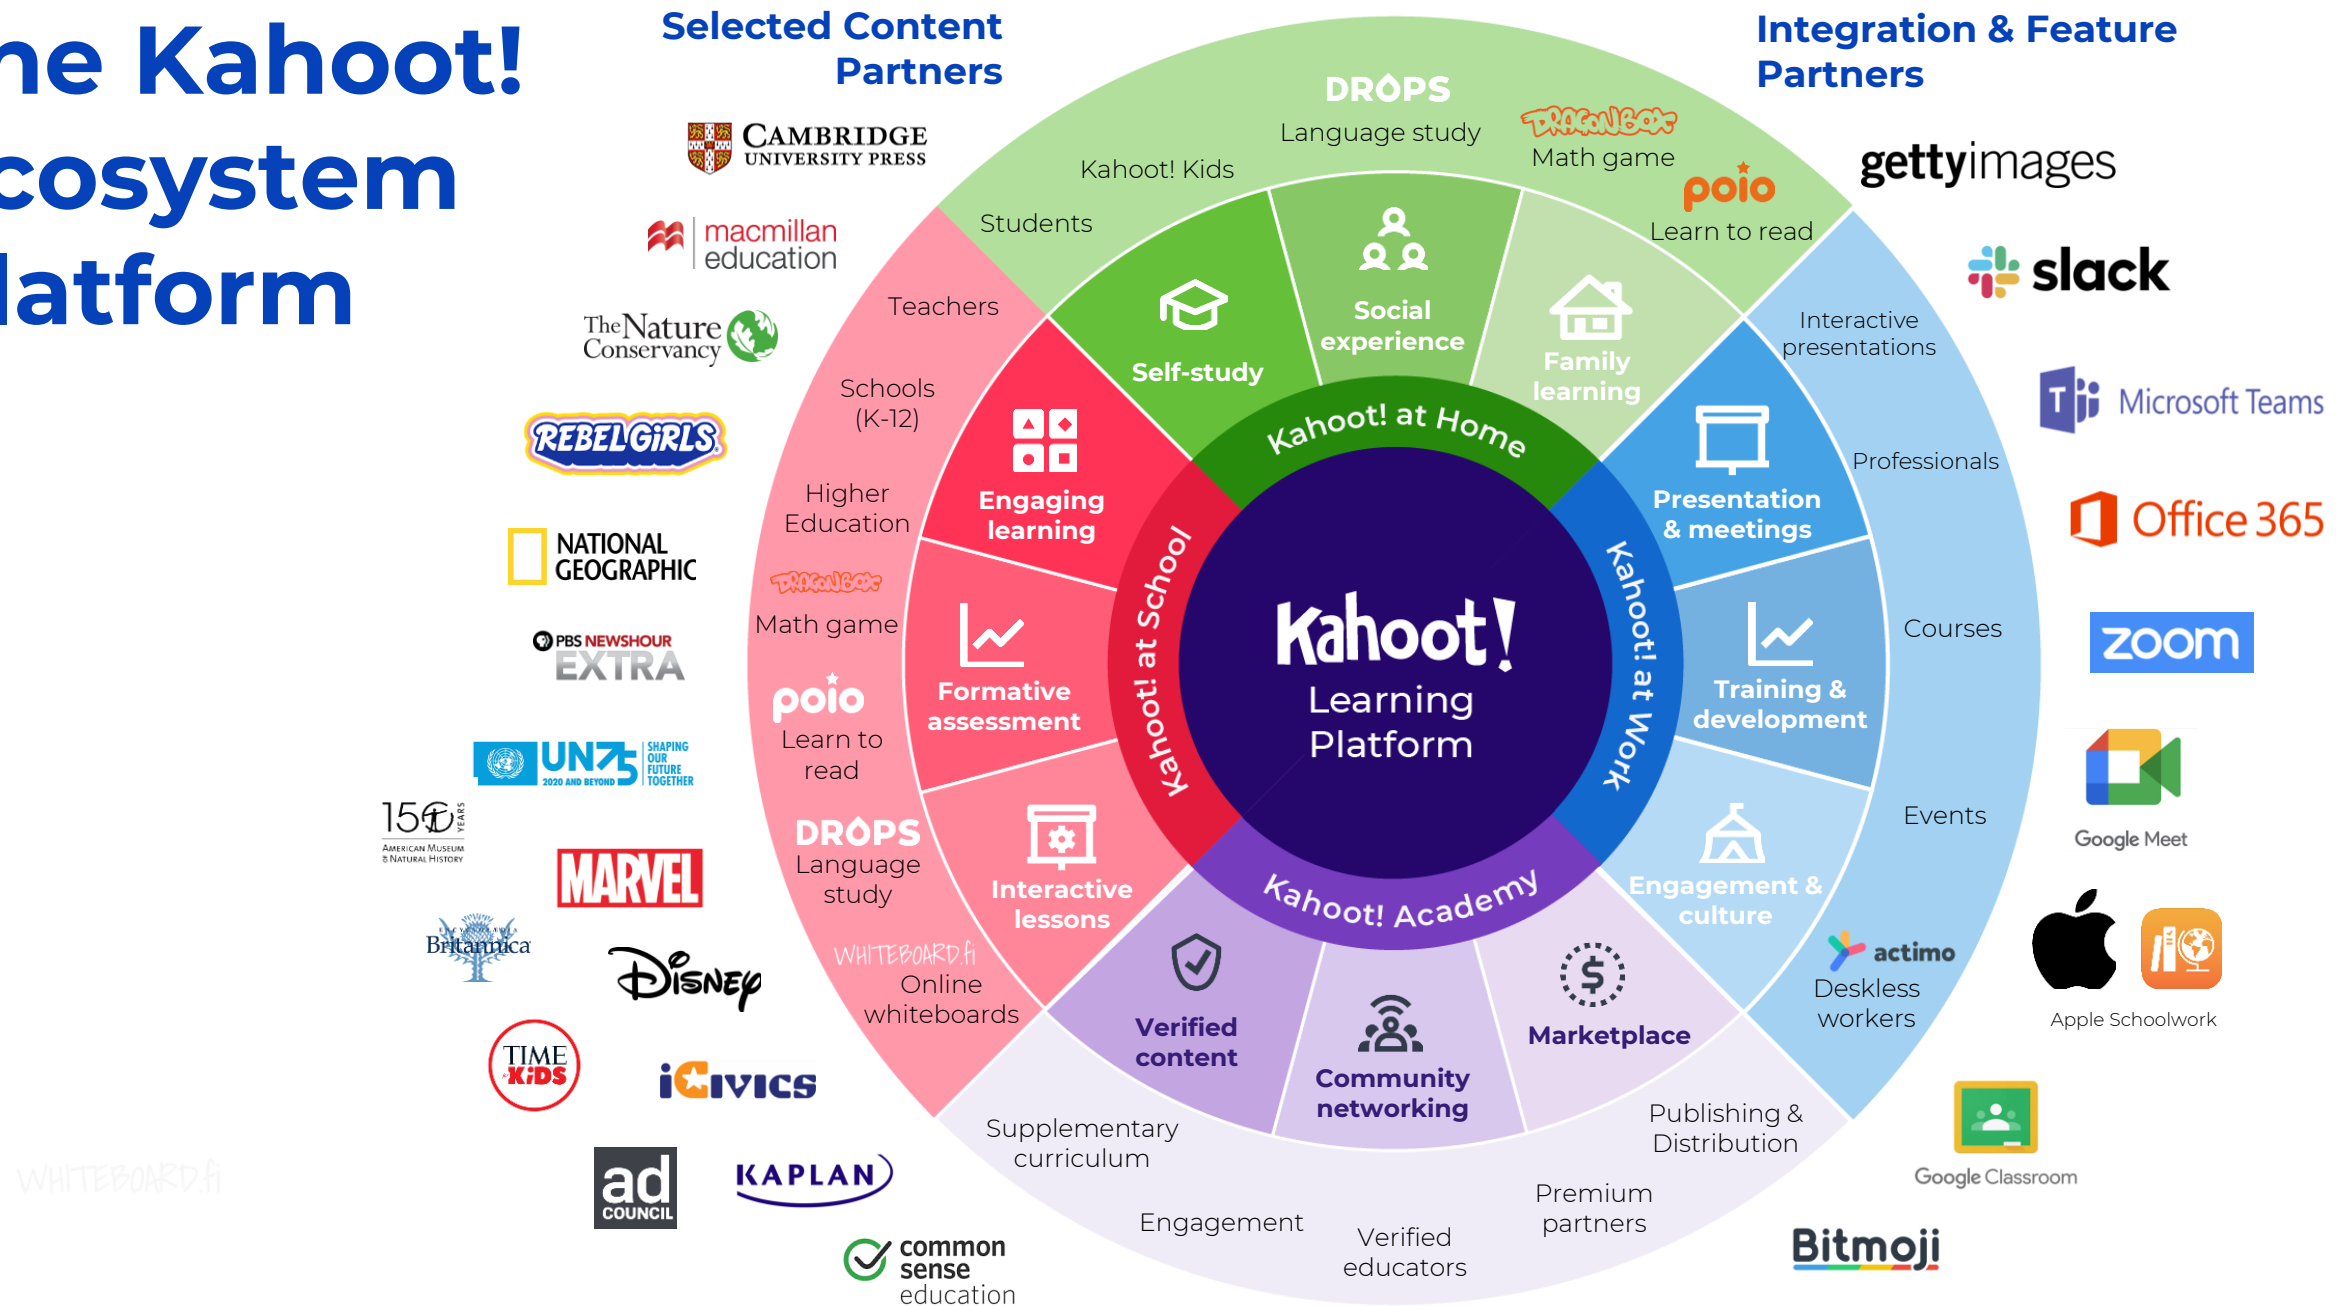 ne Kahoot!
cosystem
latform
Selected Content
Partners
CAMBRIDGE
UNIVERSITY PRESS
macmillan
education
The Nature
Conservancy
REBEL GiRLS
NATIONAL
GEOGRAPHIC
PBS NEWSHOUR
EXTRA
UN75
2020 AND BEYOND
SHAPING
OUR
FUTURE
TOGETHER
150 YEARS
AMERICAN MUSEUM
& NATURAL HISTORY
MARVEL
ENCYCLOPÆDIA
Britannica
DisNEY
TIME
KiDS
iCIVICS
ad
COUNCIL
KAPLAN
common
sense
education
WHITEBOARD.fi
Integration & Feature
Partners
gettyimages
slack
Microsoft Teams
Office 365
zoom
Google Meet
Apple Schoolwork
Google Classroom
Bitmoji
DROPS
Language study
DRAGONBOX
Math game
poio
Learn to read
Kahoot! Kids
Students
Self-study
Social
experience
Family
learning
Kahoot! at Home
Teachers
Schools
(K-12)
Higher
Education
DRAGONBOX
Math game
poio
Learn to
read
DROPS
Language
study
WHITEBOARD.fi
Online
whiteboards
Engaging
learning
Formative
assessment
Interactive
lessons
Kahoot! at School
Kahoot!
Learning
Platform
Kahoot! at Work
Presentation
& meetings
Training &
development
Engagement &
culture
Interactive
presentations
Professionals
Courses
Events
actimo
Deskless
workers
Kahoot! Academy
Verified
content
Community
networking
Marketplace
Supplementary
curriculum
Engagement
Verified
educators
Premium
partners
Publishing &
Distribution